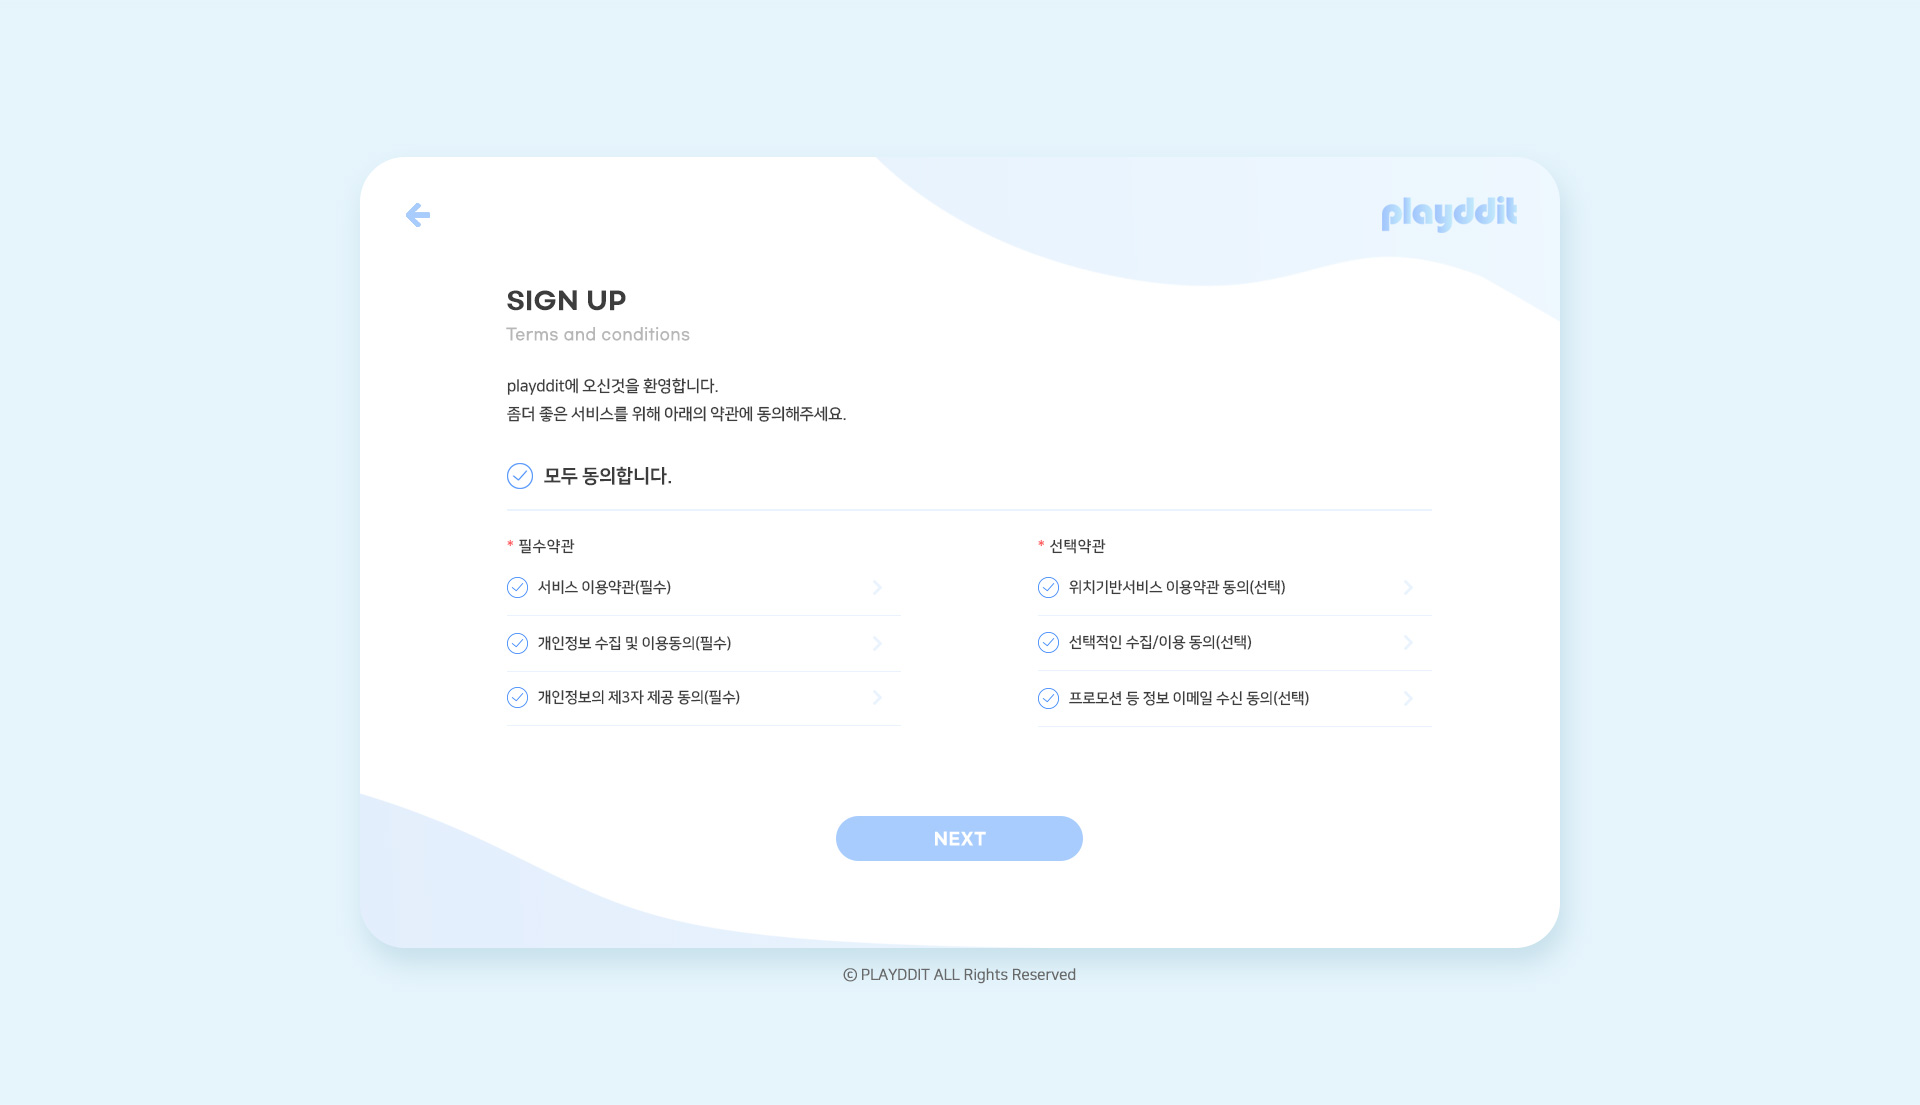 playddit
SIGN UP
Terms and conditions
playddit에 오신것을 환영합니다.
좀더 좋은 서비스를 위해 아래의 약관에 동의해주세요.
모두 동의합니다.
* 필수약관
서비스 이용약관(필수)
개인정보 수집 및 이용동의(필수)
개인정보의 제3자 제공 동의(필수)
* 선택약관
위치기반서비스 이용약관 동의(선택)
선택적인 수집/이용 동의(선택)
프로모션 등 정보 이메일 수신 동의(선택)
NEXT
ⓒ PLAYDDIT ALL Rights Reserved